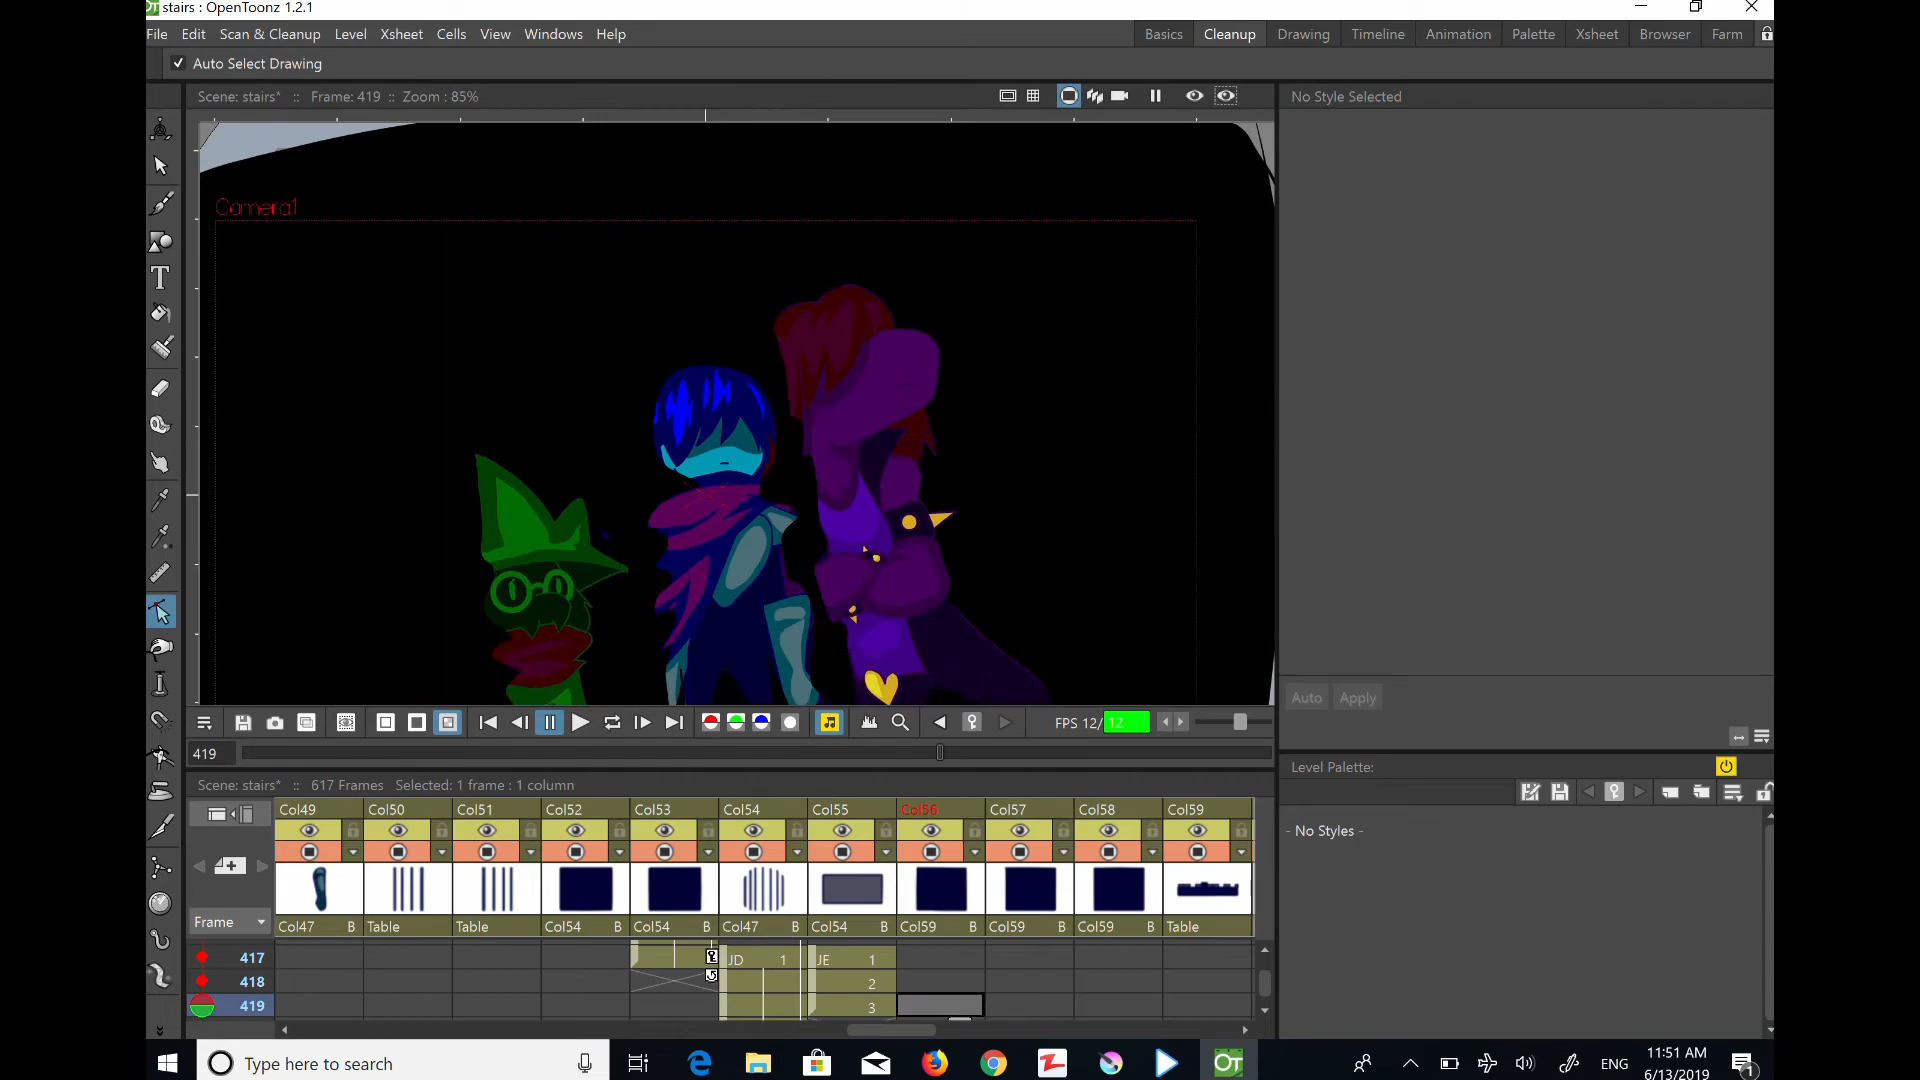 stairs : OpenToonz 1.2.1
File Edit Scan & Cleanup Level Xsheet Cells View Windows Help Basics Cleanup Drawing Timeline Animation Palette Xsheet Browser Farm
Auto Select Drawing
Scene: stairs* :: Frame: 419 :: Zoom : 85% No Style Selected
Camera1
Auto Apply
FPS 12/12
419
Level Palette:
Scene: stairs* :: 617 Frames Selected: 1 frame : 1 column
Col49 Col50 Col51 Col52 Col53 Col54 Col55 Col56 Col57 Col58 Col59
- No Styles -
Frame Col47 B Table Table Col54 B Col54 B Col47 B Col54 B Col59 B Col59 B Col59 B Table
417 JD 1 JE 1
418 2
419 3
Type here to search ENG 11:51 AM
6/13/2019 1